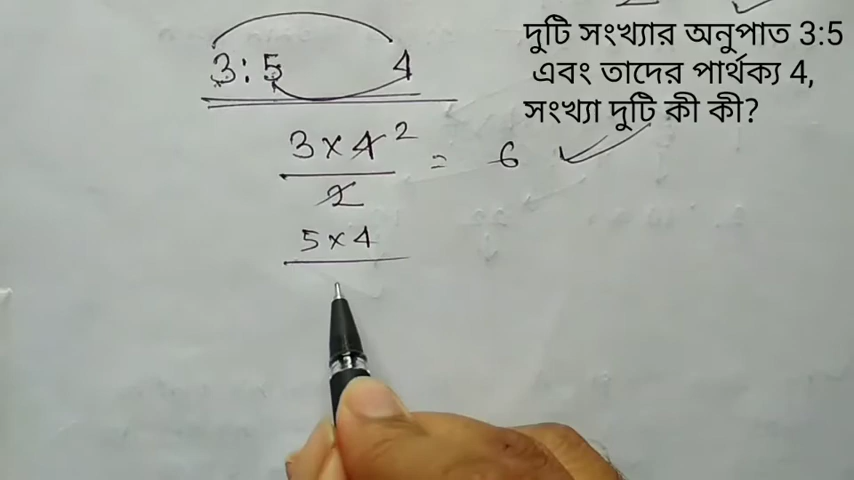 দুটি সংখ্যার অনুপাত 3:5
এবং তাদের পার্থক্য 4,
সংখ্যা দুটি কী কী?
3 : 5 4
3 × 4 2
= 6
2
5 × 4